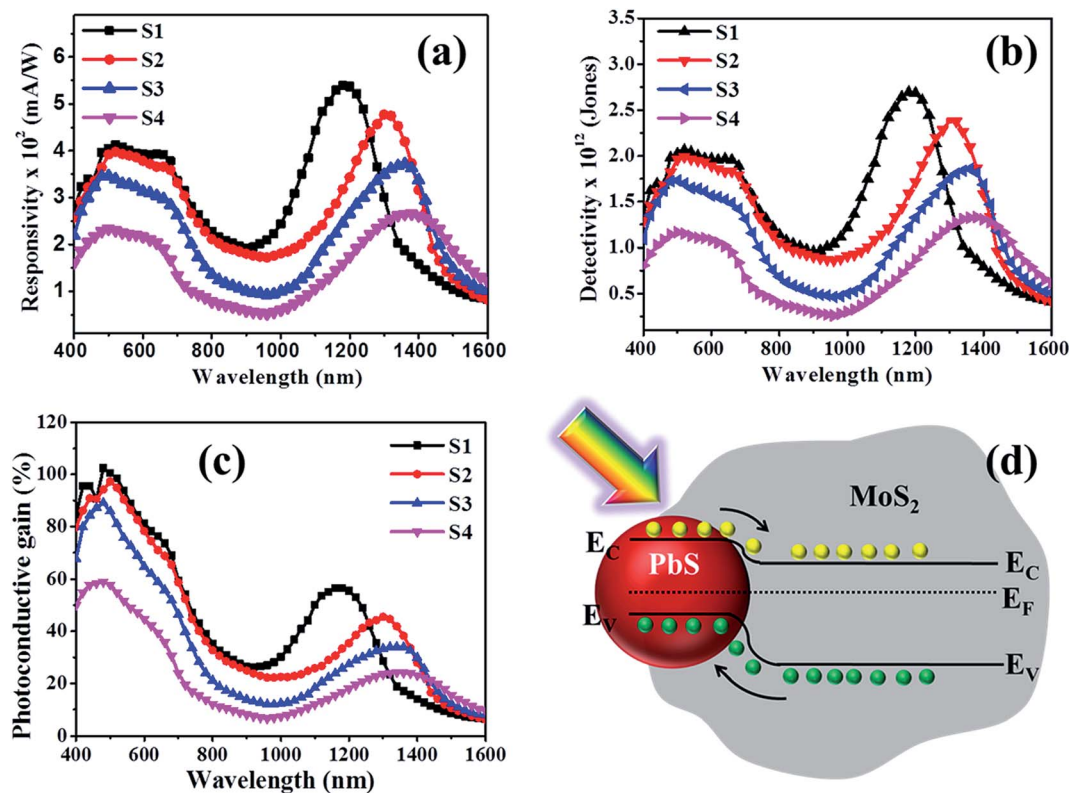 (a)
S1
S2
S3
S4
Responsivity x 10² (mA/W)
6
5
4
3
2
1
400 600 800 1000 1200 1400 1600
Wavelength (nm)
(b)
S1
S2
S3
S4
Detectivity x 10¹² (Jones)
3.5
3.0
2.5
2.0
1.5
1.0
0.5
400 600 800 1000 1200 1400 1600
Wavelength (nm)
(c)
S1
S2
S3
S4
Photoconductive gain (%)
120
100
80
60
40
20
0
400 600 800 1000 1200 1400 1600
Wavelength (nm)
(d)
MoS₂
E_C
PbS
E_C
E_F
E_V
E_V